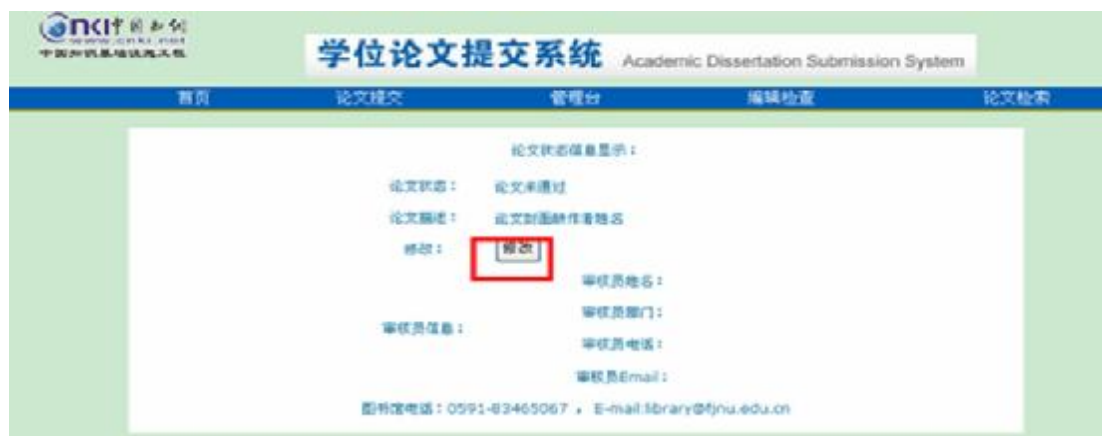 cnki中国知网
www.cnki.net
中国知识基础设施工程
学位论文提交系统 Academic Dissertation Submission System
首页 论文提交 管理台 编辑检查 论文检索
论文状态信息显示：
论文状态： 论文未通过
论文描述： 论文封面缺作者姓名
修改： 修改
审核员姓名：
审核员部门：
审核员信息：
审核员电话：
审核员Email：
图书馆电话：0591-83465067 ， E-mail:library@fjnu.edu.cn